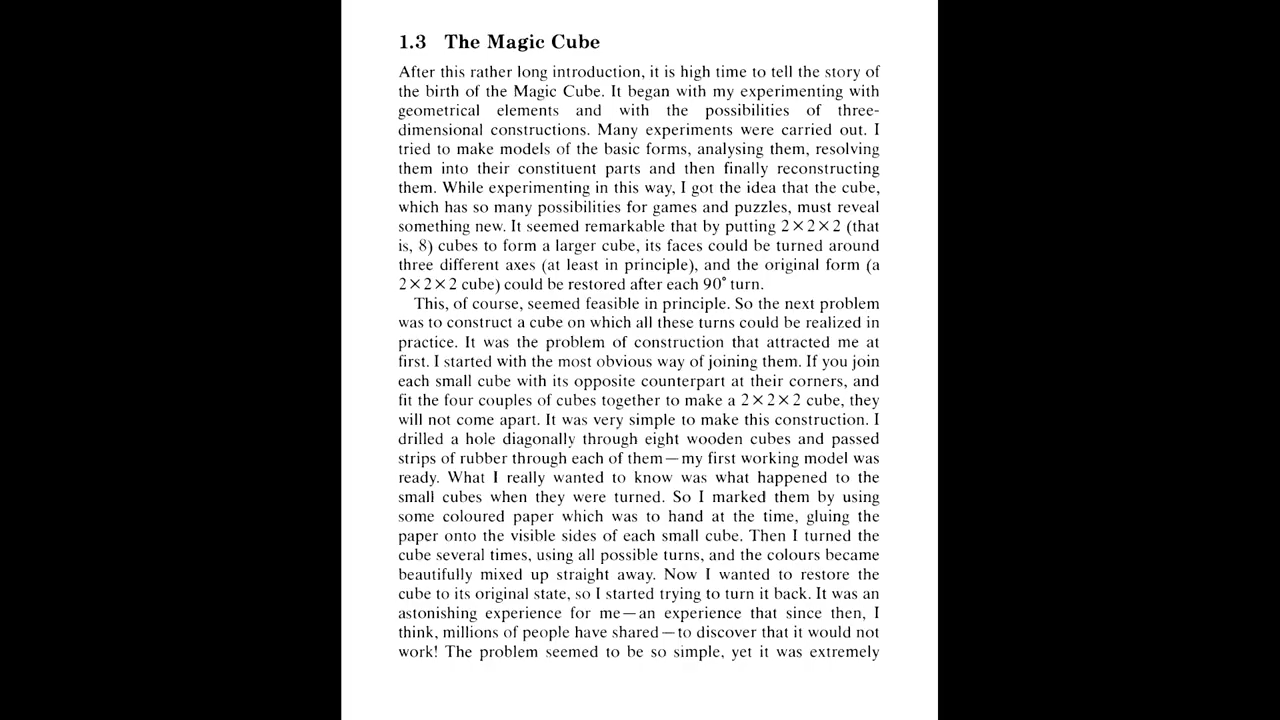 1.3 The Magic Cube
After this rather long introduction, it is high time to tell the story of
the birth of the Magic Cube. It began with my experimenting with
geometrical elements and with the possibilities of three-
dimensional constructions. Many experiments were carried out. I
tried to make models of the basic forms, analysing them, resolving
them into their constituent parts and then finally reconstructing
them. While experimenting in this way, I got the idea that the cube,
which has so many possibilities for games and puzzles, must reveal
something new. It seemed remarkable that by putting 2×2×2 (that
is, 8) cubes to form a larger cube, its faces could be turned around
three different axes (at least in principle), and the original form (a
2×2×2 cube) could be restored after each 90° turn.
This, of course, seemed feasible in principle. So the next problem
was to construct a cube on which all these turns could be realized in
practice. It was the problem of construction that attracted me at
first. I started with the most obvious way of joining them. If you join
each small cube with its opposite counterpart at their corners, and
fit the four couples of cubes together to make a 2×2×2 cube, they
will not come apart. It was very simple to make this construction. I
drilled a hole diagonally through eight wooden cubes and passed
strips of rubber through each of them—my first working model was
ready. What I really wanted to know was what happened to the
small cubes when they were turned. So I marked them by using
some coloured paper which was to hand at the time, gluing the
paper onto the visible sides of each small cube. Then I turned the
cube several times, using all possible turns, and the colours became
beautifully mixed up straight away. Now I wanted to restore the
cube to its original state, so I started trying to turn it back. It was an
astonishing experience for me—an experience that since then, I
think, millions of people have shared—to discover that it would not
work! The problem seemed to be so simple, yet it was extremely